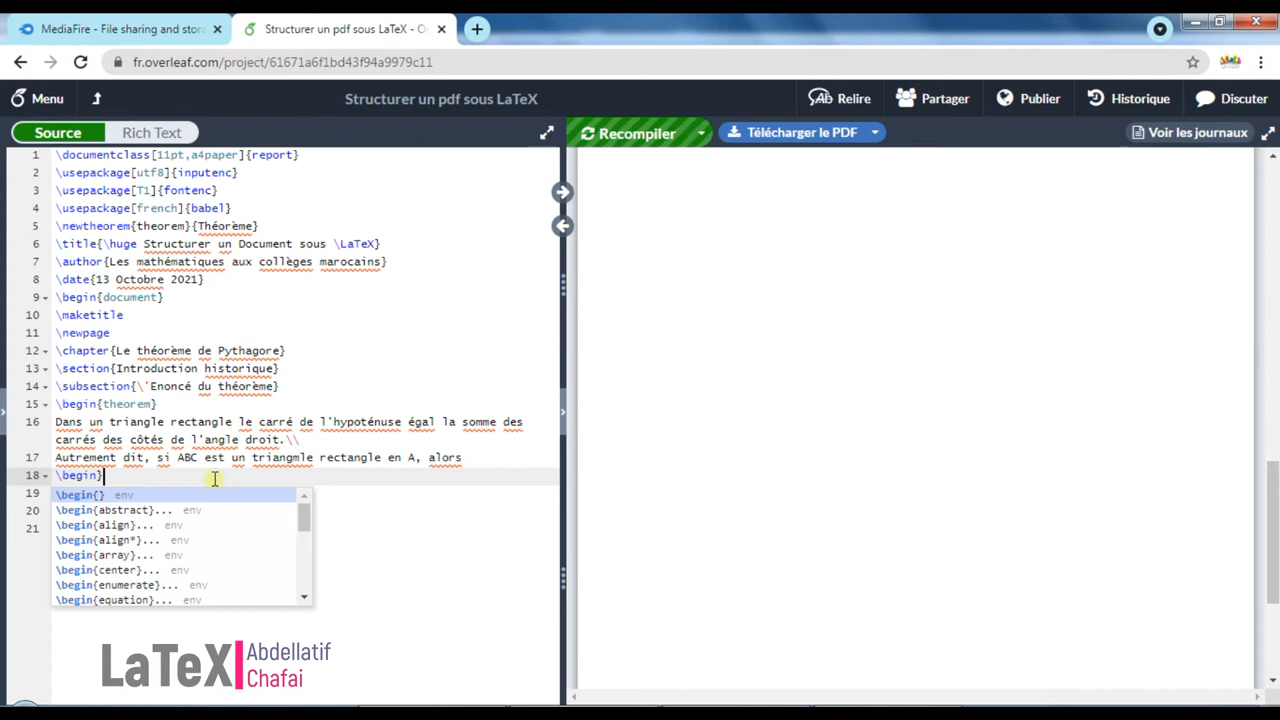 MediaFire - File sharing and stor
Structurer un pdf sous LaTeX - O
fr.overleaf.com/project/61671a6f1bd43f94a9979c11
Menu
Structurer un pdf sous LaTeX
Relire
Partager
Publier
Historique
Discuter
Source
Rich Text
Recompiler
Télécharger le PDF
Voir les journaux
1 \documentclass[11pt,a4paper]{report}
2 \usepackage[utf8]{inputenc}
3 \usepackage[T1]{fontenc}
4 \usepackage[french]{babel}
5 \newtheorem{theorem}{Théorème}
6 \title{\huge Structurer un Document sous \LaTeX}
7 \author{Les mathématiques aux collèges marocains}
8 \date{13 Octobre 2021}
9 \begin{document}
10 \maketitle
11 \newpage
12 \chapter{Le théorème de Pythagore}
13 \section{Introduction historique}
14 \subsection{\'Enoncé du théorème}
15 \begin{theorem}
16 Dans un triangle rectangle le carré de l'hypoténuse égal la somme des
carrés des côtés de l'angle droit.\\
17 Autrement dit, si ABC est un triangmle rectangle en A, alors
18 \begin}
19
20
21
\begin{} env
\begin{abstract}... env
\begin{align}... env
\begin{align*}... env
\begin{array}... env
\begin{center}... env
\begin{enumerate}... env
\begin{equation}... env
LaTeX
Abdellatif
Chafai